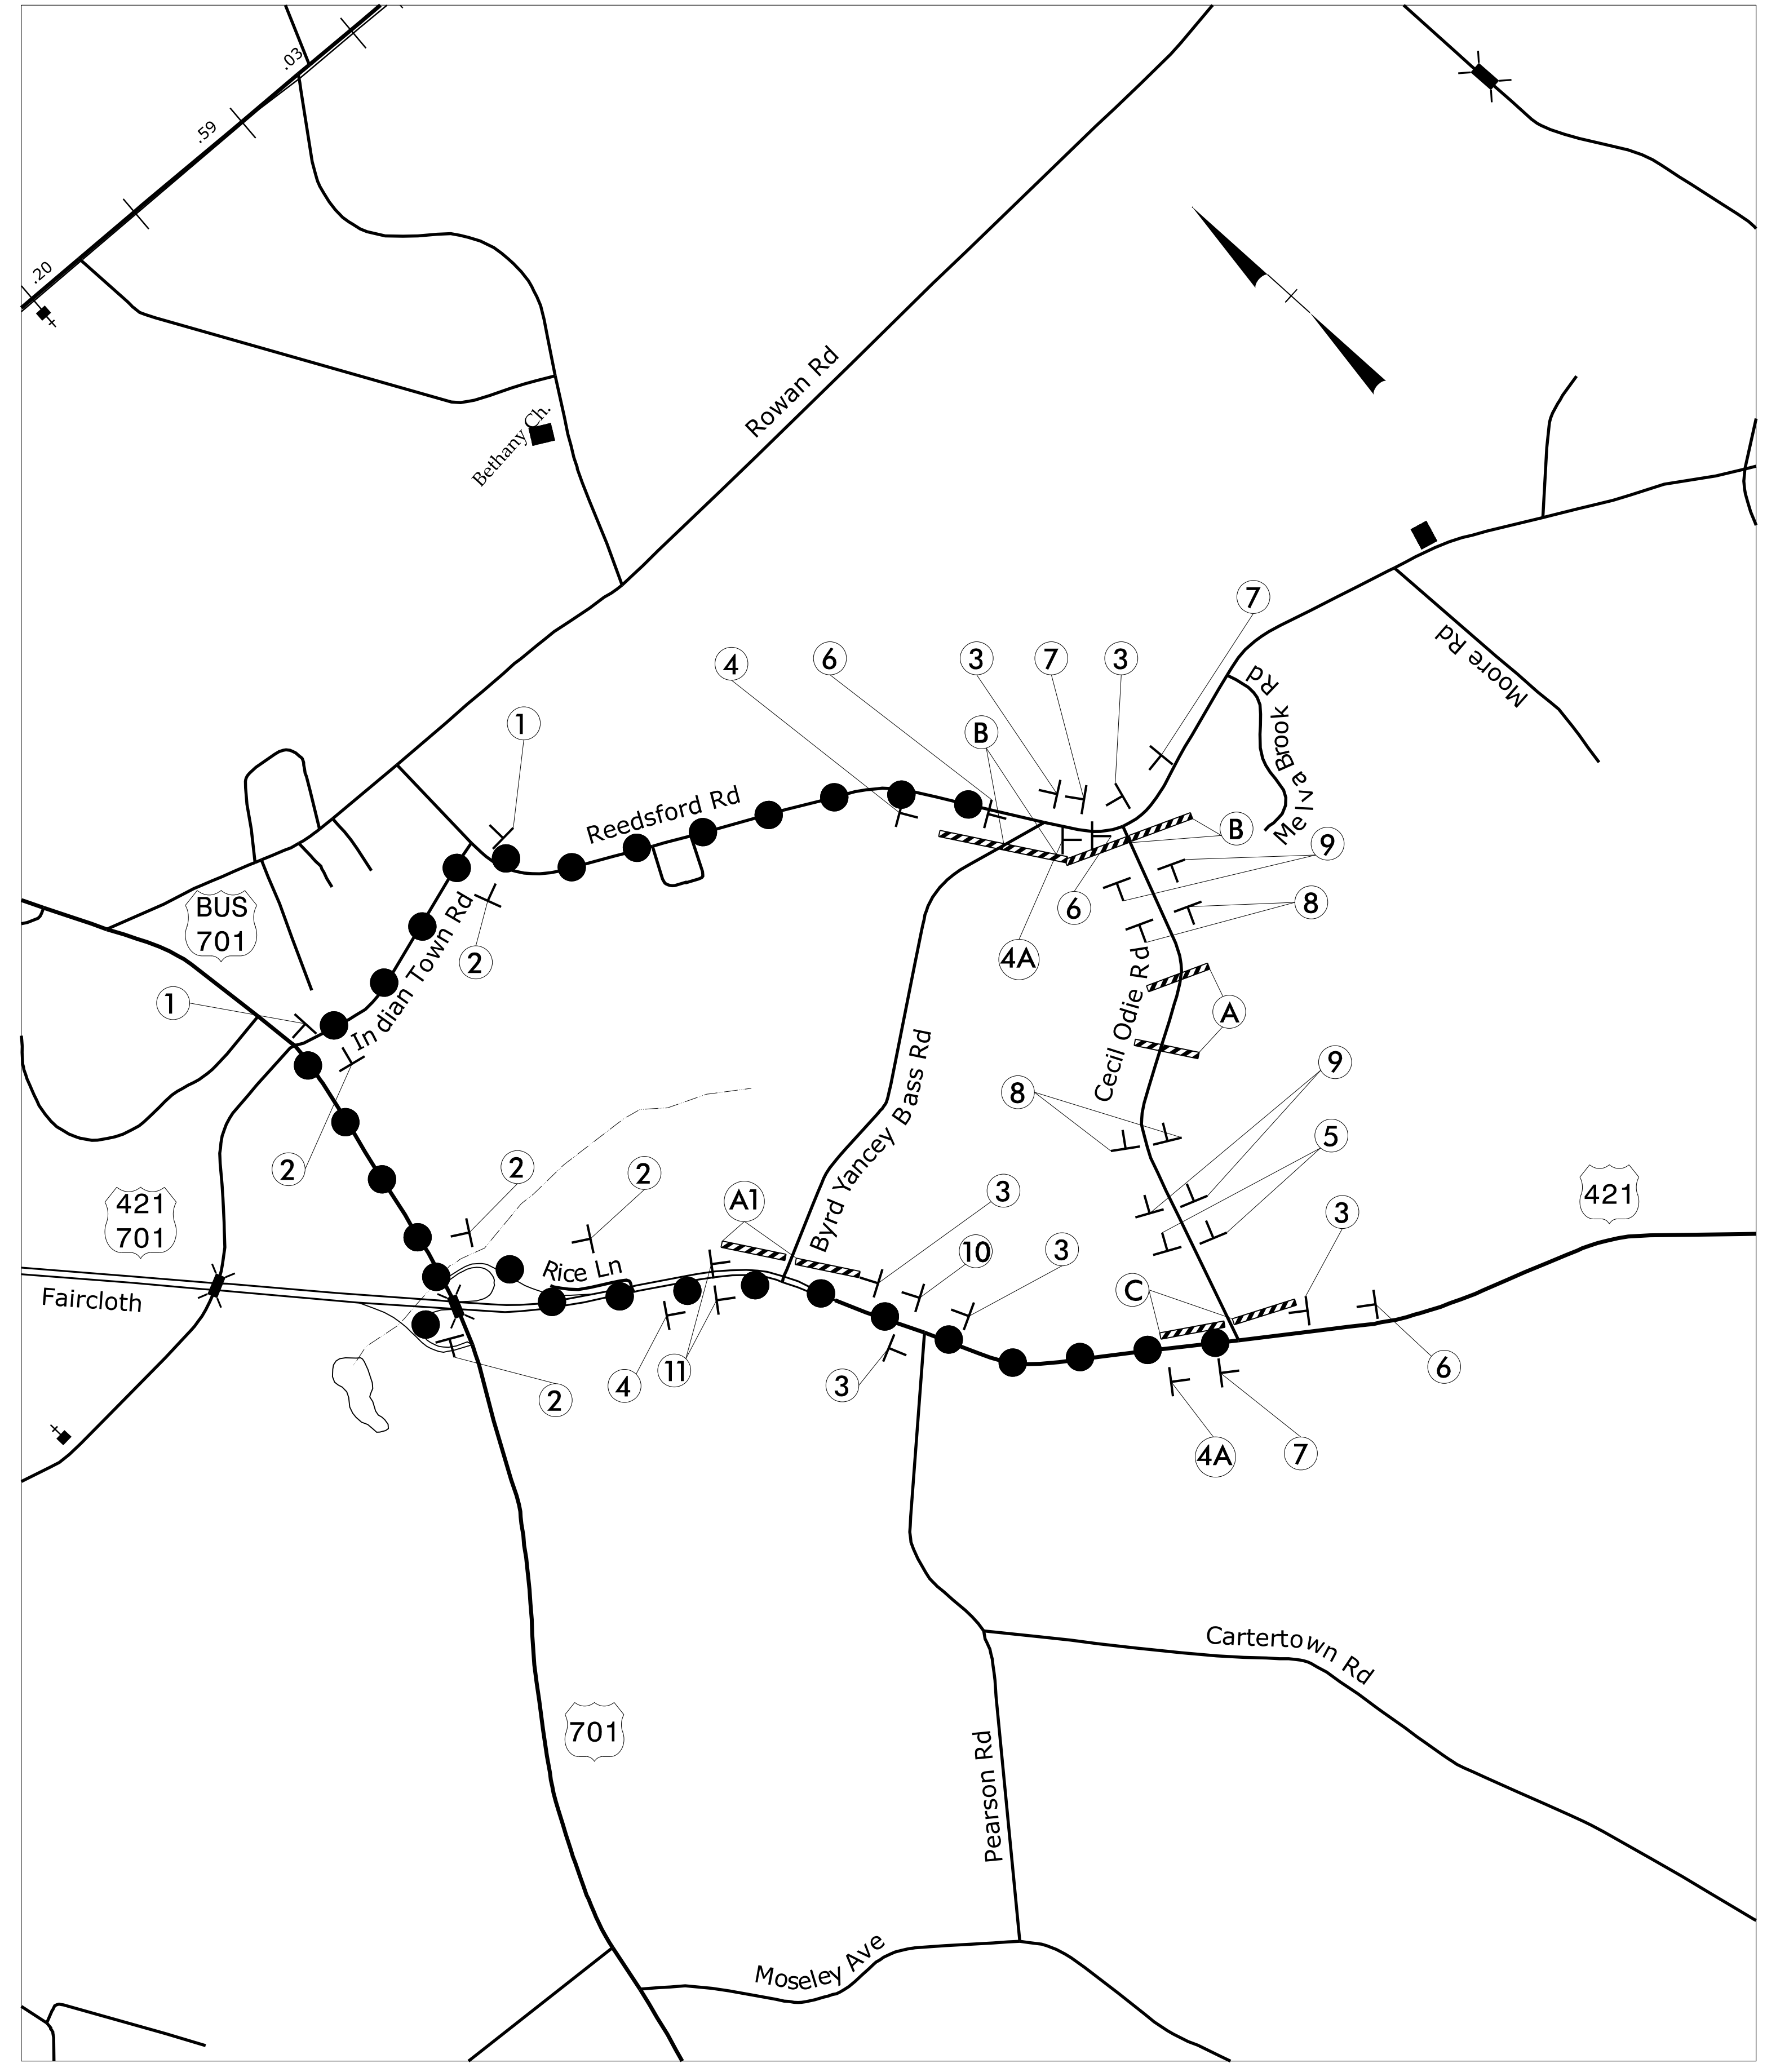 .03
.59
.20
Bethany Ch.
Rowan Rd
Moore Rd
7
4
6
3
7
3
1
B
Melva Brook Rd
Reedsford Rd
B
9
BUS
701
6
8
4A
2
Indian Town Rd
Cecil Odie Rd
1
A
Byrd Yancey Bass Rd
9
8
5
2
2
2
421
701
A1
3
421
3
10
3
Rice Ln
Faircloth
C
4
11
3
6
2
4A
7
Cartertown Rd
701
Pearson Rd
Moseley Ave